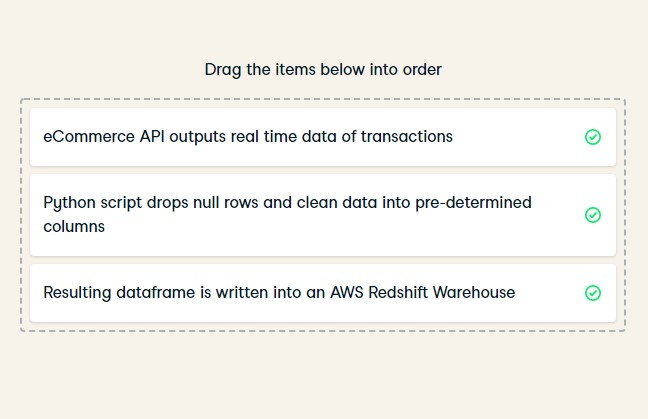 Drag the items below into order
eCommerce API outputs real time data of transactions
Python script drops null rows and clean data into pre-determined
columns
Resulting dataframe is written into an AWS Redshift Warehouse